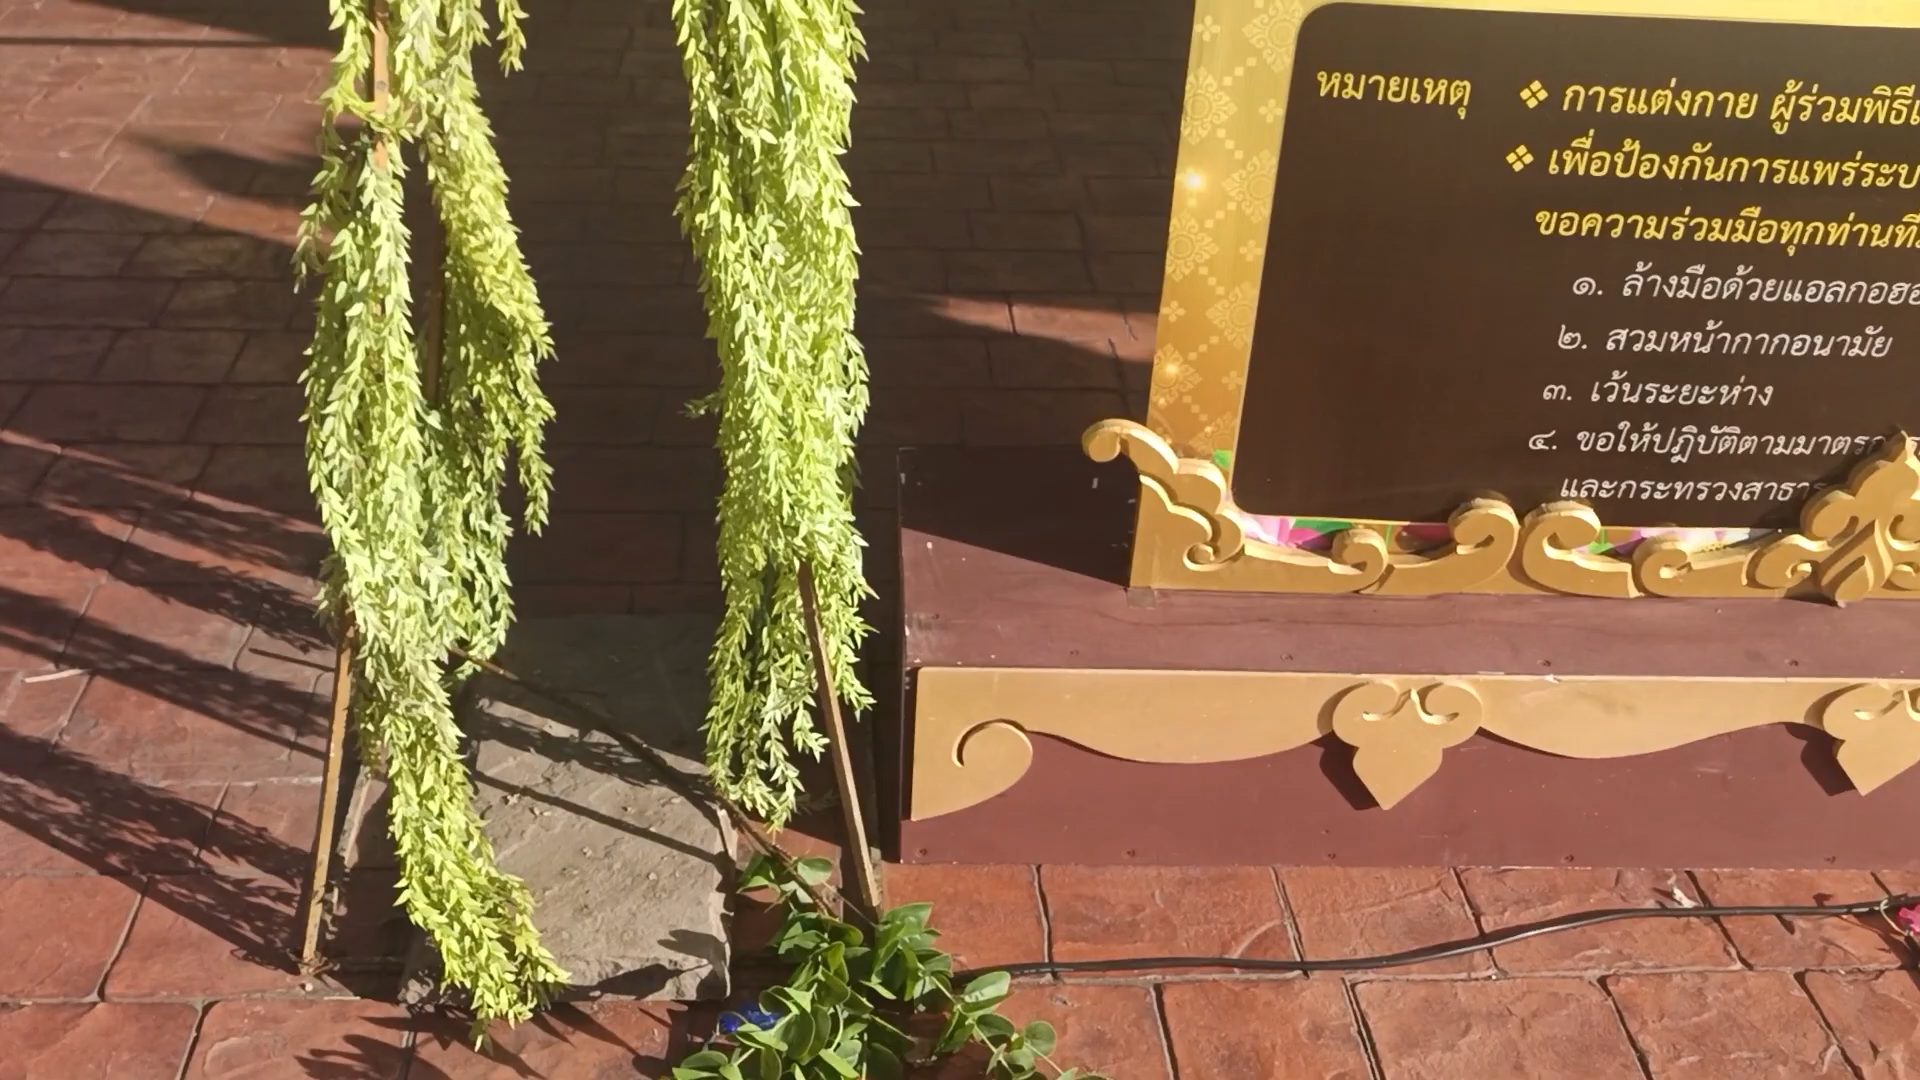 หมายเหตุ ❖ การแต่งกาย ผู้ร่วมพิธี
❖ เพื่อป้องกันการแพร่ระบ
ขอความร่วมมือทุกท่านที่
๑. ล้างมือด้วยแอลกอฮอ
๒. สวมหน้ากากอนามัย
๓. เว้นระยะห่าง
๔. ขอให้ปฏิบัติตามมาตรก
และกระทรวงสาธาร